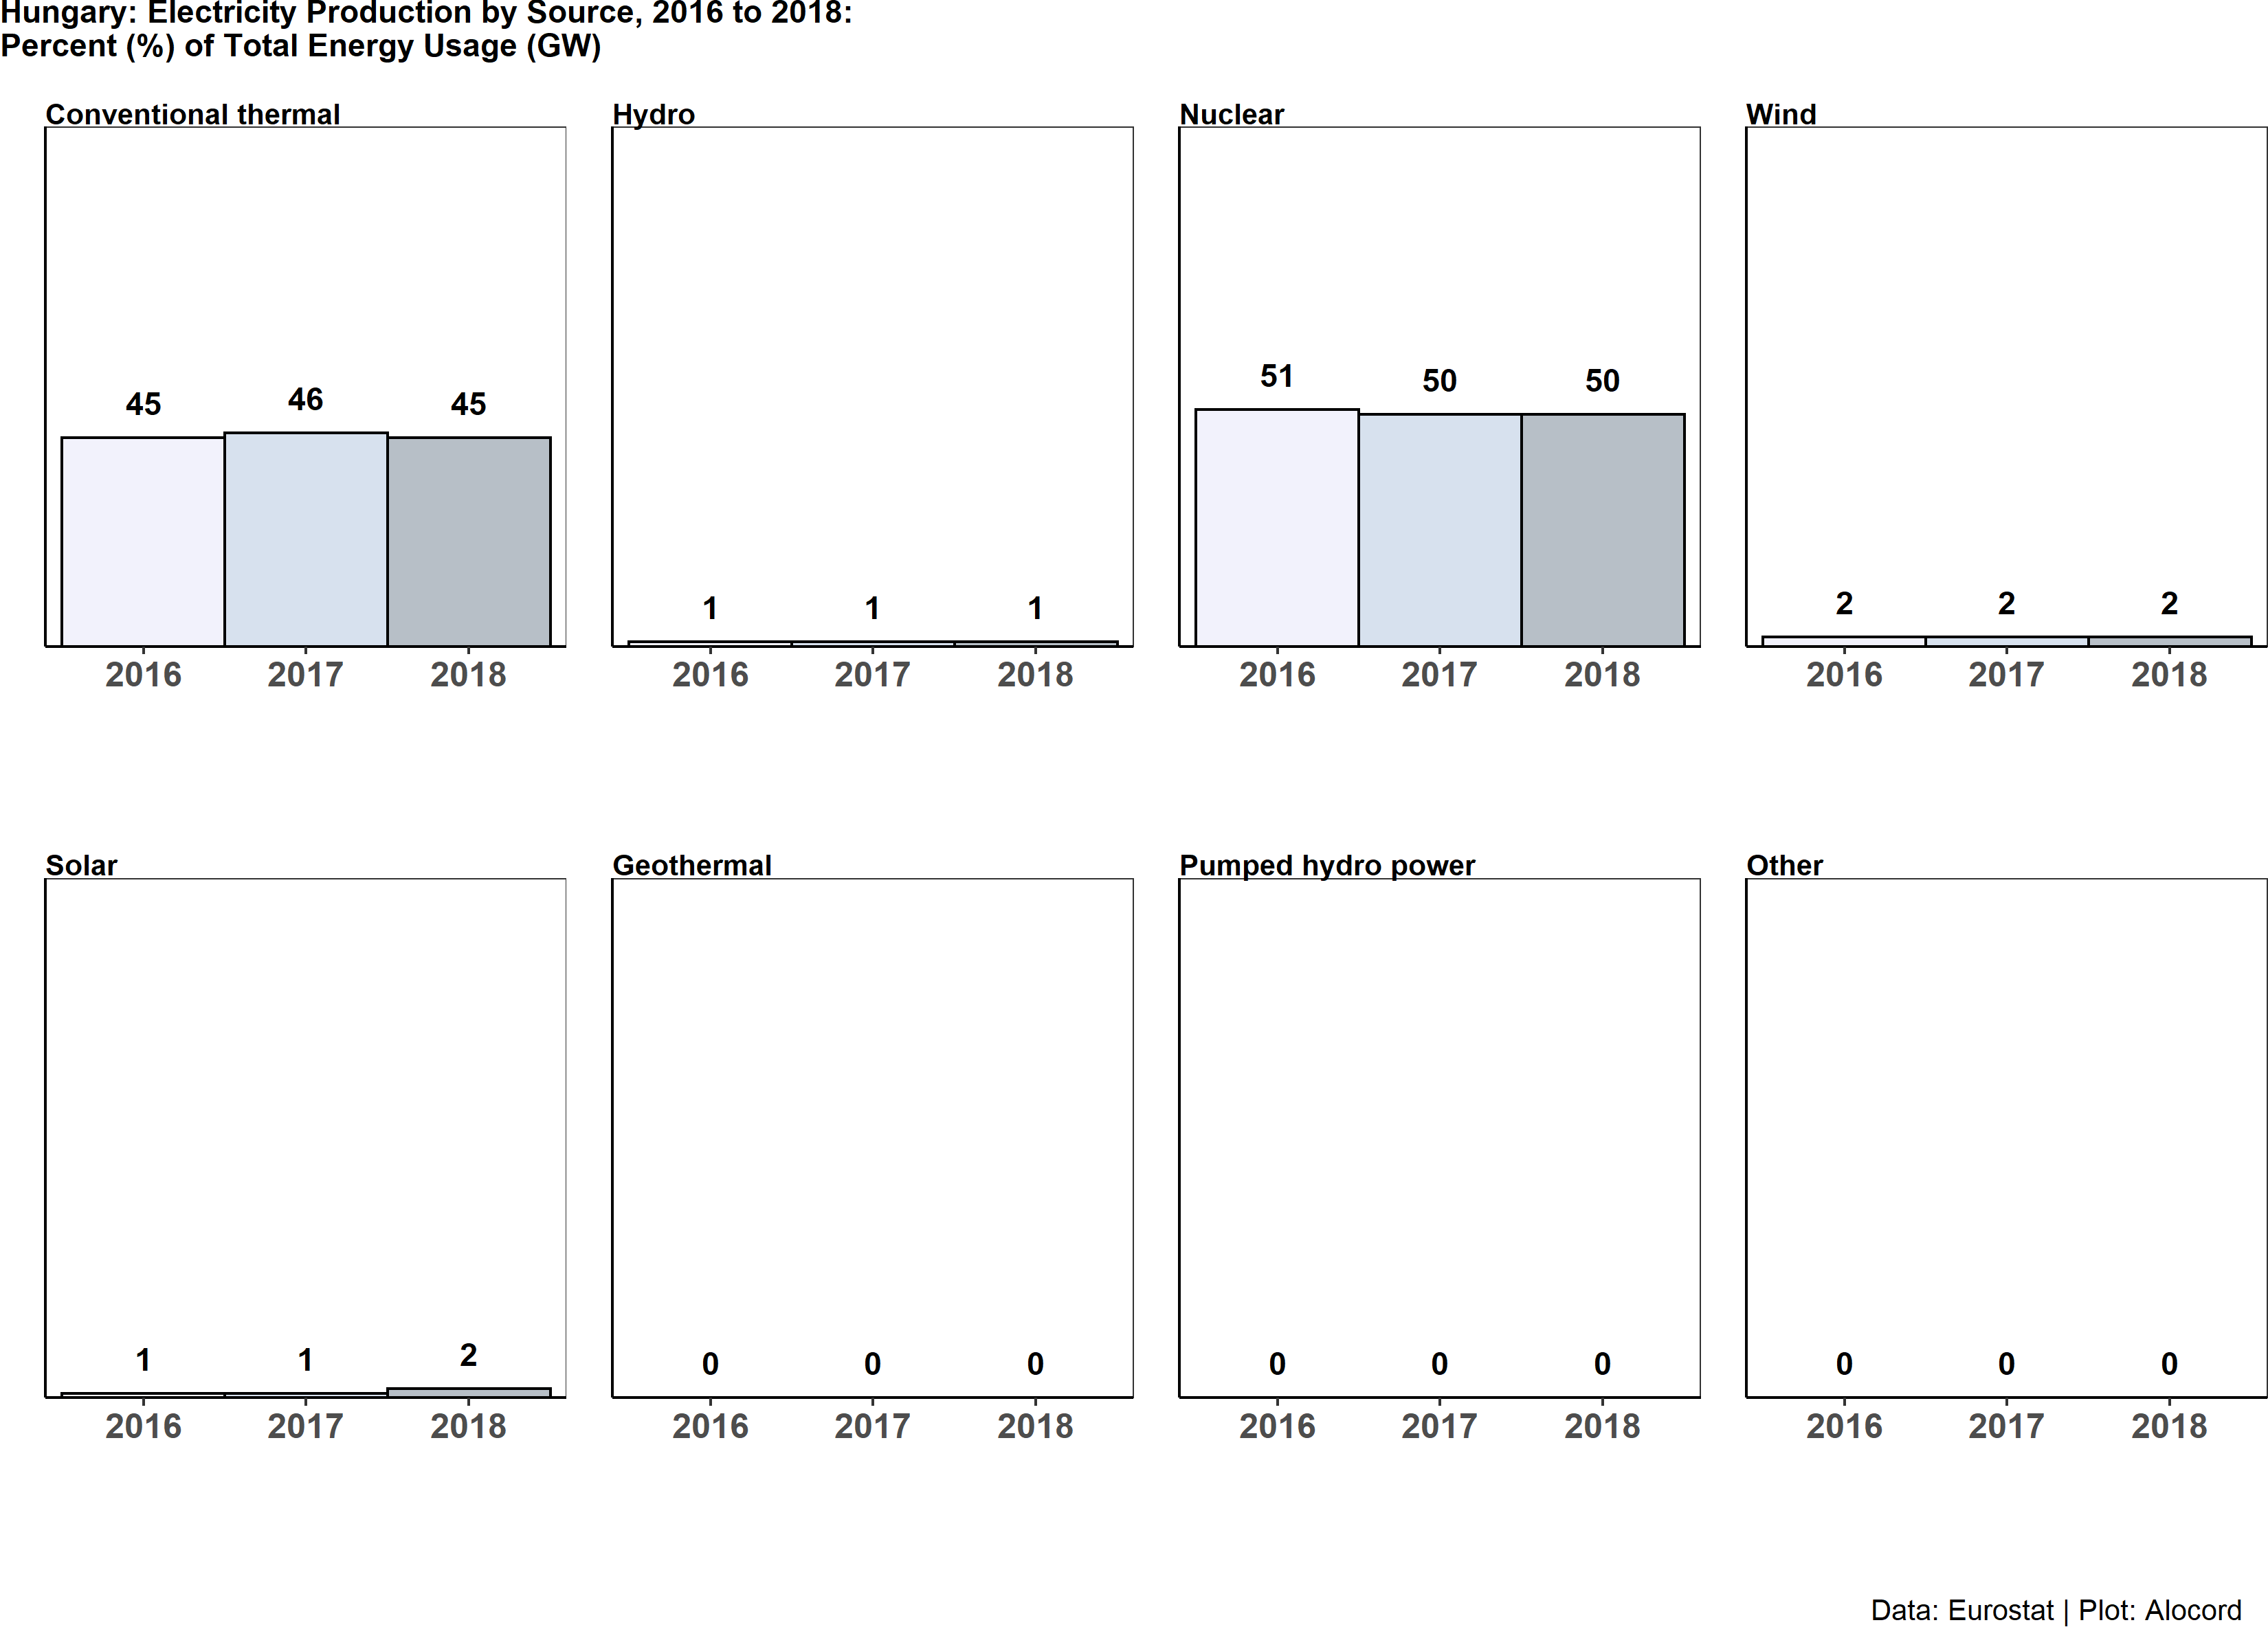 Hungary: Electricity Production by Source, 2016 to 2018:
Percent (%) of Total Energy Usage (GW)
Conventional thermal
45 46 45
2016 2017 2018
Hydro
1 1 1
2016 2017 2018
Nuclear
51 50 50
2016 2017 2018
Wind
2 2 2
2016 2017 2018
Solar
1 1 2
2016 2017 2018
Geothermal
0 0 0
2016 2017 2018
Pumped hydro power
0 0 0
2016 2017 2018
Other
0 0 0
2016 2017 2018
Data: Eurostat | Plot: Alocord